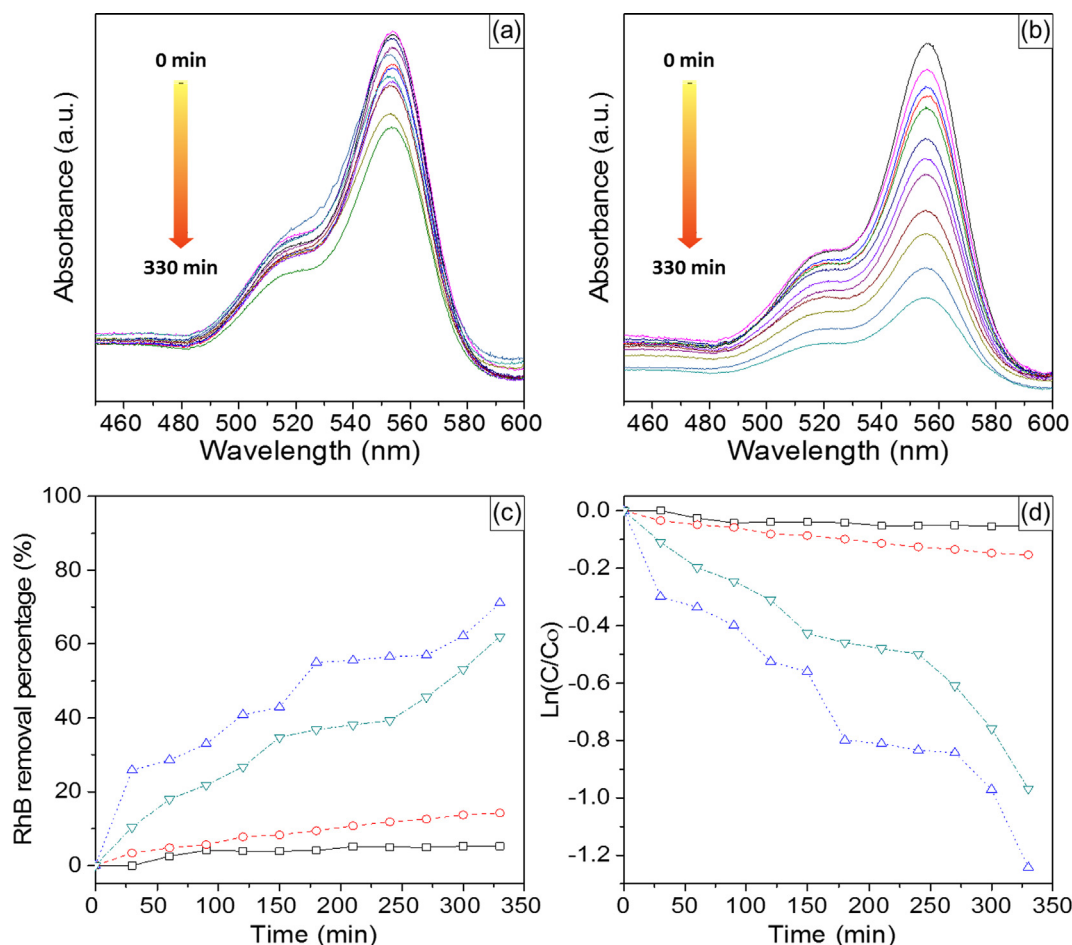 (a)
0 min
330 min
Absorbance (a.u.)
460 480 500 520 540 560 580 600
Wavelength (nm)
(b)
0 min
330 min
Absorbance (a.u.)
460 480 500 520 540 560 580 600
Wavelength (nm)
(c)
RhB removal percentage (%)
100
80
60
40
20
0
0 50 100 150 200 250 300 350
Time (min)
(d)
Ln(C/Co)
0.0
-0.2
-0.4
-0.6
-0.8
-1.0
-1.2
0 50 100 150 200 250 300 350
Time (min)